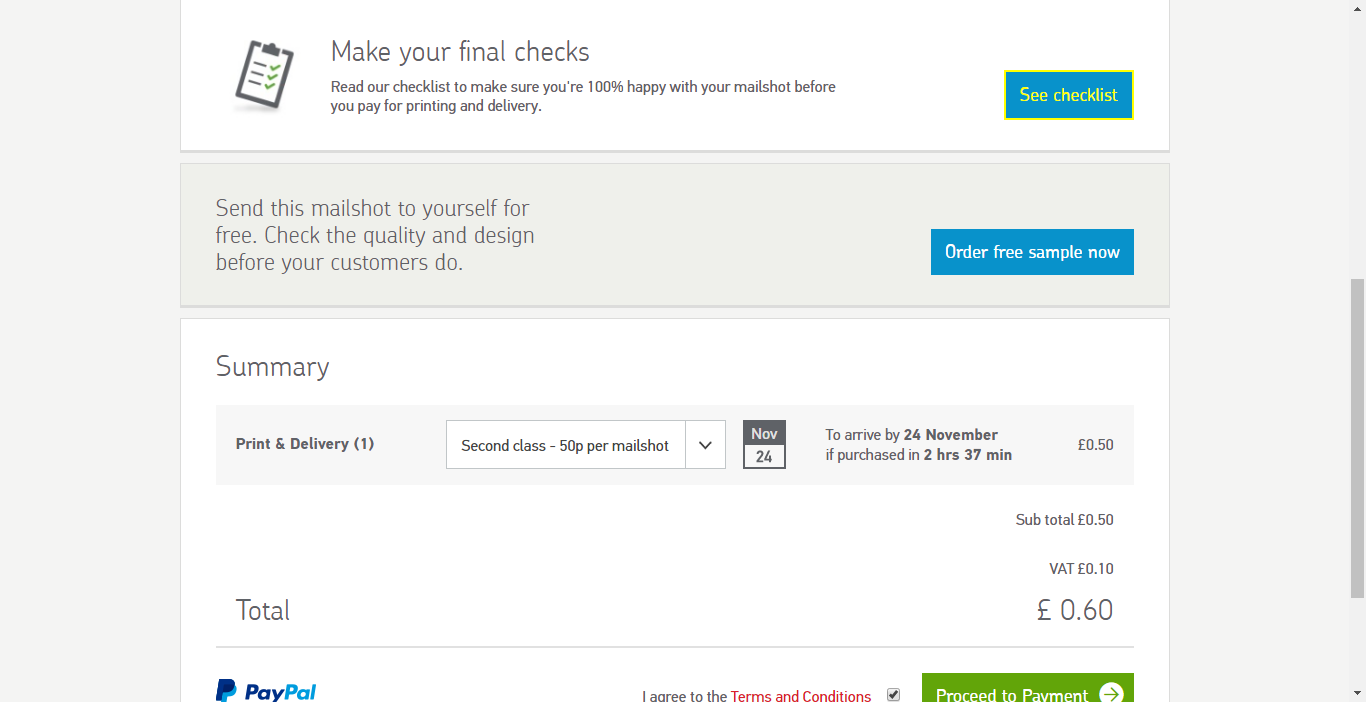 Make your final checks
Read our checklist to make sure you're 100% happy with your mailshot before
you pay for printing and delivery.
See checklist
Send this mailshot to yourself for
free. Check the quality and design
before your customers do.
Order free sample now
Summary
Print & Delivery (1)
Second class - 50p per mailshot
Nov
24
To arrive by 24 November
if purchased in 2 hrs 37 min
£0.50
Sub total £0.50
VAT £0.10
Total
£ 0.60
PayPal
I agree to the Terms and Conditions
Proceed to Payment